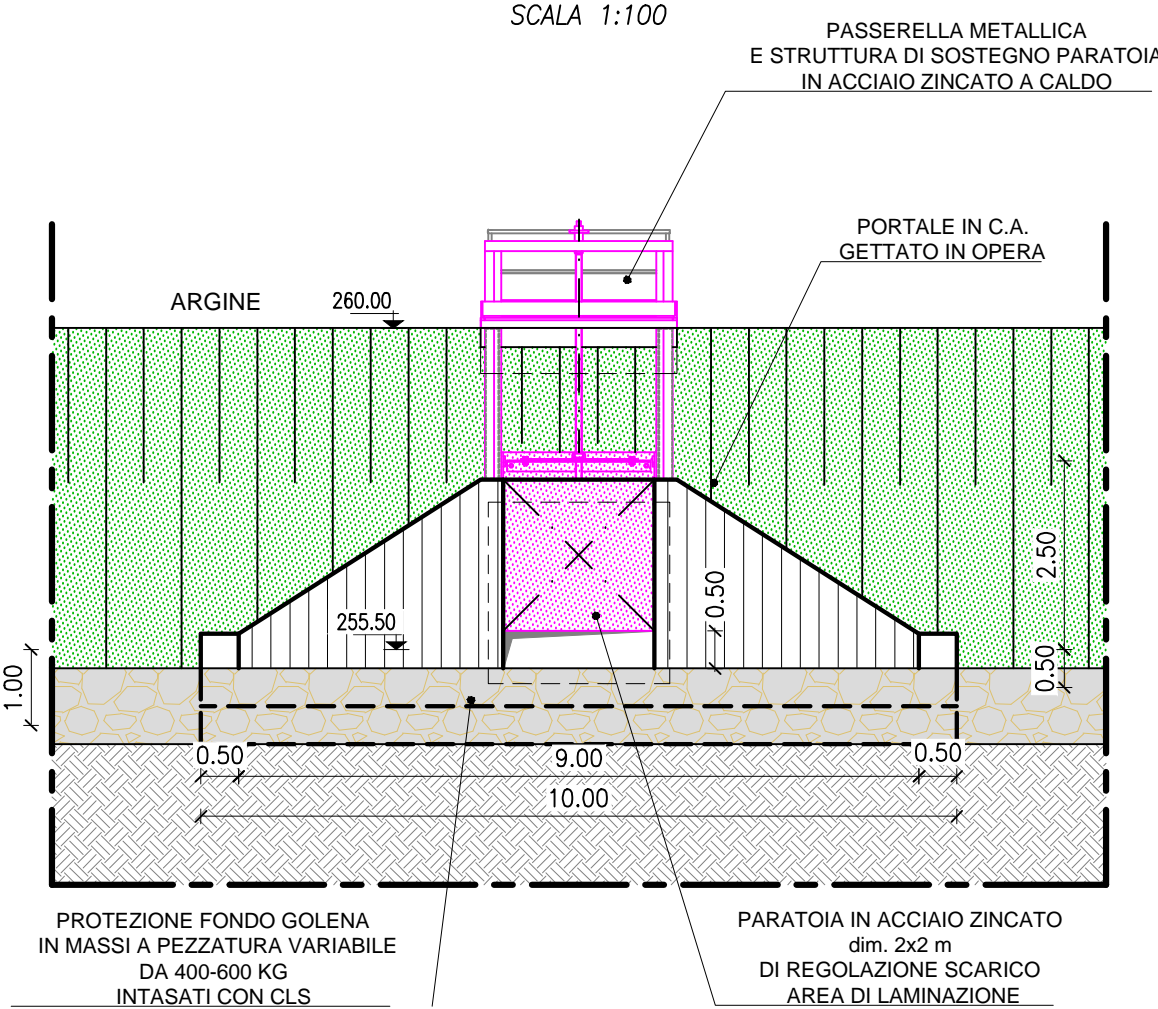 SCALA 1:100
PASSERELLA METALLICA
E STRUTTURA DI SOSTEGNO PARATOIA
IN ACCIAIO ZINCATO A CALDO
PORTALE IN C.A.
GETTATO IN OPERA
ARGINE
260.00
2.50
0.50
255.50
0.50
1.00
0.50
9.00
0.50
10.00
PROTEZIONE FONDO GOLENA
IN MASSI A PEZZATURA VARIABILE
DA 400-600 KG
INTASATI CON CLS
PARATOIA IN ACCIAIO ZINCATO
dim. 2x2 m
DI REGOLAZIONE SCARICO
AREA DI LAMINAZIONE